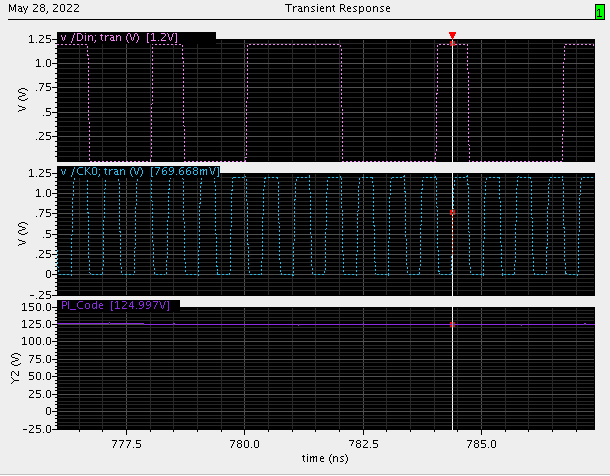 May 28, 2022 Transient Response 1
v /Din; tran (V) [1.2V]
1.25
1.0
.75
.5
.25
V (V)
v /CK0; tran (V) [769.668mV]
1.25
1.0
.75
.5
.25
0
-.25
V (V)
PI_Code [124.997V]
150.0
125.0
100.0
75.0
50.0
25.0
0
-25.0
Y2 (V)
777.5 780.0 782.5 785.0
time (ns)